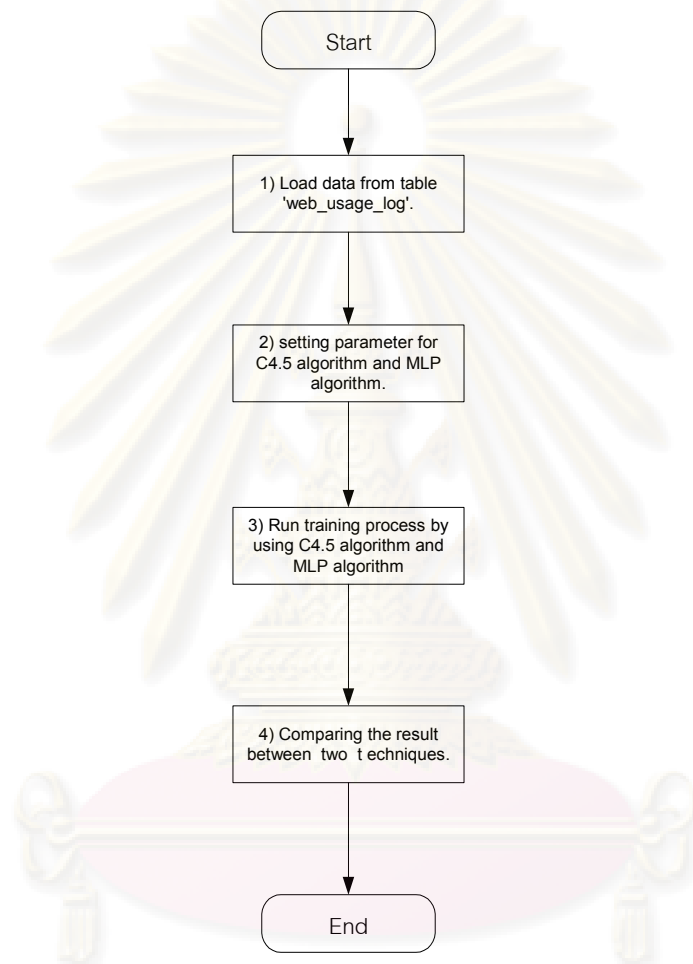 Start
1) Load data from table
'web_usage_log'.
2) setting parameter for
C4.5 algorithm and MLP
algorithm.
3) Run training process by
using C4.5 algorithm and
MLP algorithm
4) Comparing the result
between two t echniques.
End